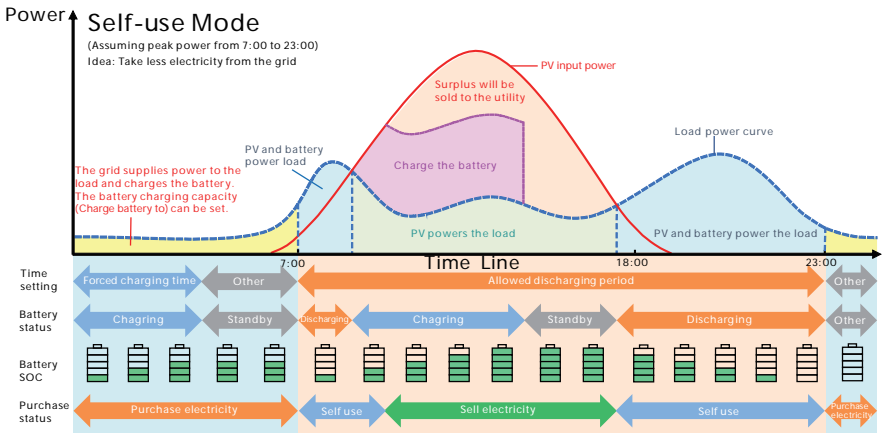 Power
Self-use Mode
(Assuming peak power from 7:00 to 23:00)
Idea: Take less electricity from the grid
PV input power
Surplus will be
sold to the utility
Load power curve
PV and battery
power load
Charge the battery
The grid supplies power to the
load and charges the battery.
The battery charging capacity
(Charge battery to) can be set.
PV powers the load
PV and battery power the load
7:00
Time Line
18:00
23:00
Time
setting
Forced charging time
Other
Allowed discharging period
Other
Battery
status
Chagring
Standby
Discharging
Chagring
Standby
Discharging
Other
Battery
SOC
Purchase
status
Purchase electricity
Self use
Sell electricity
Self use
Purchase
electricity